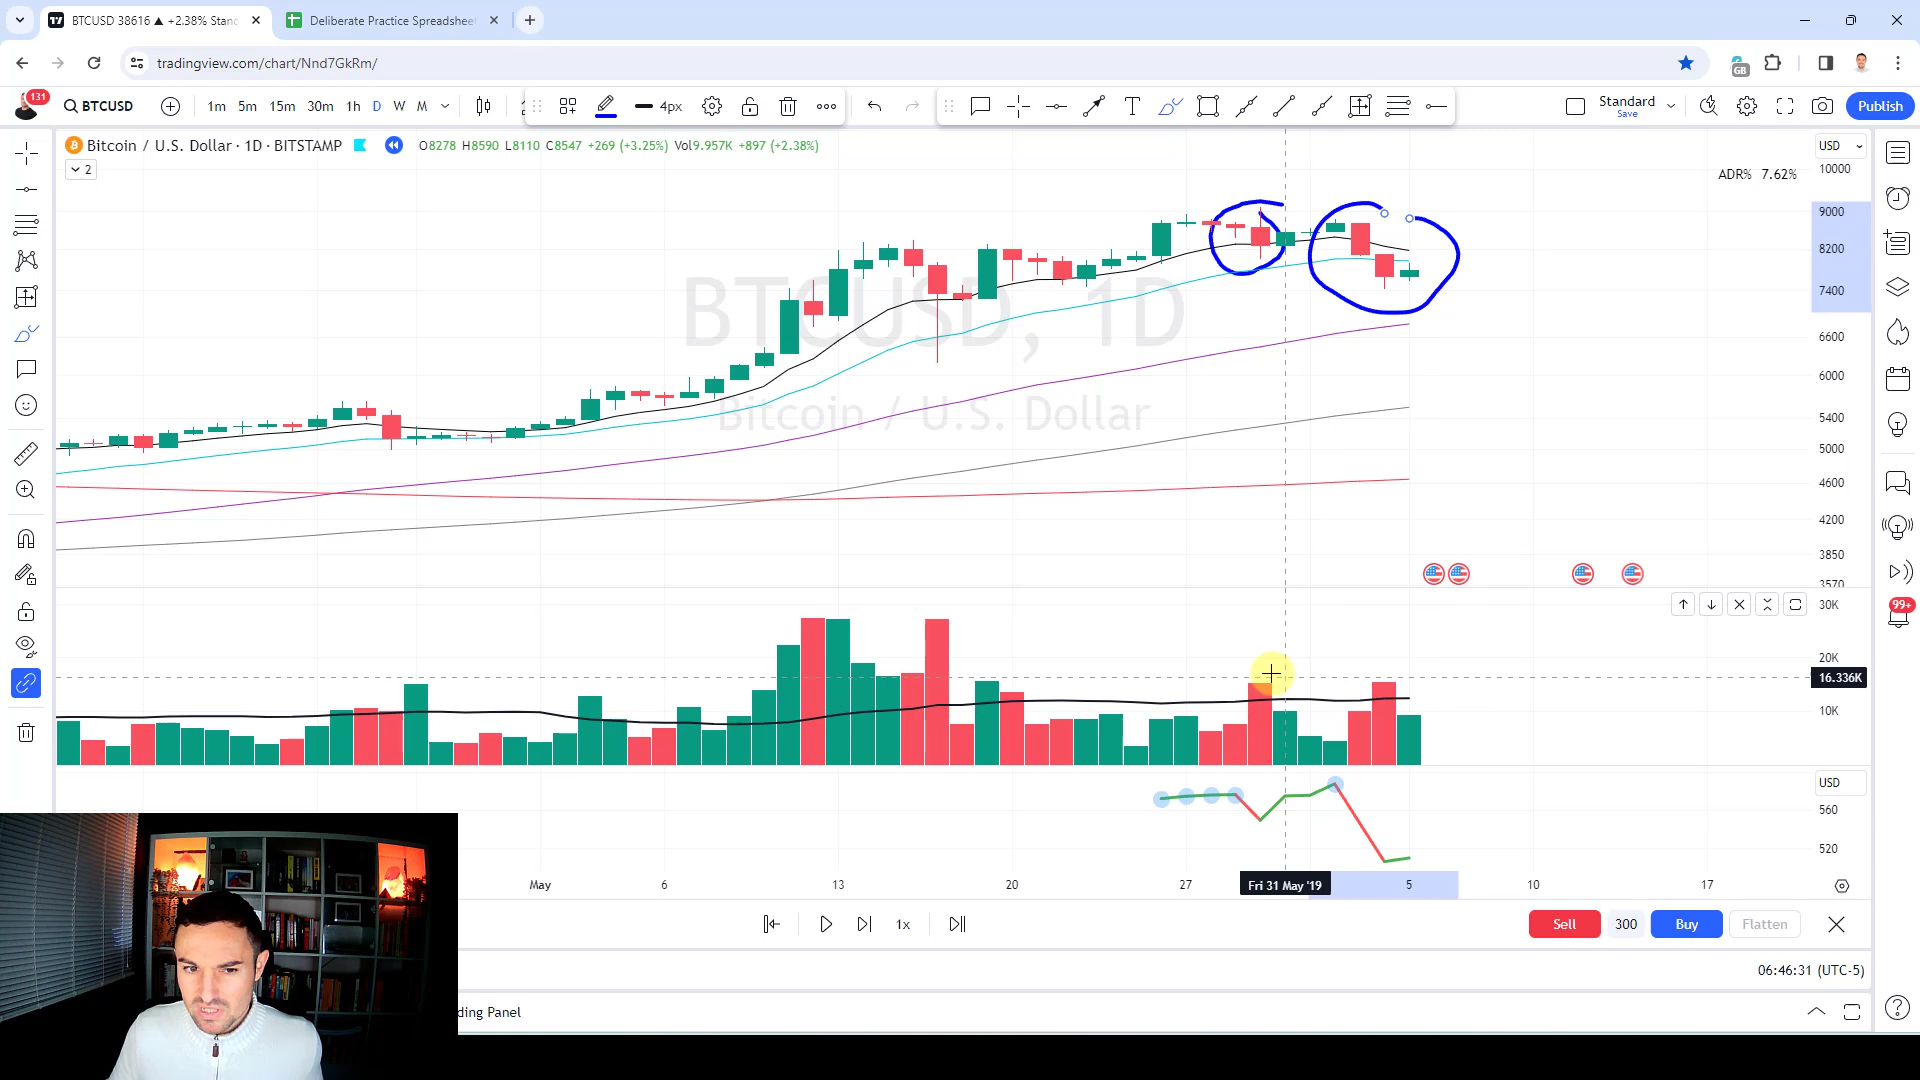 BTCUSD 38616 ▲ +2.38% Stand
Deliberate Practice Spreadshee
tradingview.com/chart/Nnd7GkRm/
GB
131
BTCUSD
1m 5m 15m 30m 1h D W M
4px
Standard
Save
Publish
Bitcoin / U.S. Dollar · 1D · BITSTAMP
O8278 H8590 L8110 C8547 +269 (+3.25%) Vol9.957K +897 (+2.38%)
2
USD
ADR% 7.62%
10000
9000
8200
7400
6600
6000
5400
5000
4600
4200
3850
3570
BTCUSD, 1D
Bitcoin / U.S. Dollar
30K
20K
16.336K
10K
99+
USD
560
520
May 6 13 20 27 Fri 31 May '19 5 10 17
1x
Sell 300 Buy Flatten
06:46:31 (UTC-5)
ding Panel